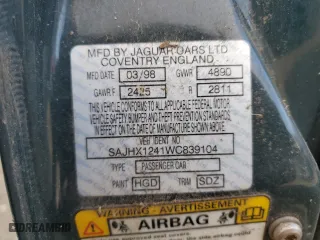 MFD BY JAGUAR CARS LTD
COVENTRY ENGLAND
MFD DATE 03/98 GVWR 4890
GAWR F 2435 R 2811
THIS VEHICLE CONFORMS TO ALL APPLICABLE FEDERAL MOTOR
VEHICLE SAFETY, BUMPER AND THEFT PREVENTION STANDARDS
IN EFFECT ON THE DATE OF MANUFACTURE SHOWN ABOVE
VEH IDENT NO
SAJHX1241WC839104
TYPE PASSENGER CAR
PAINT HGD TRIM SDZ
WARNING - AVERTISSEMENT
AIRBAG